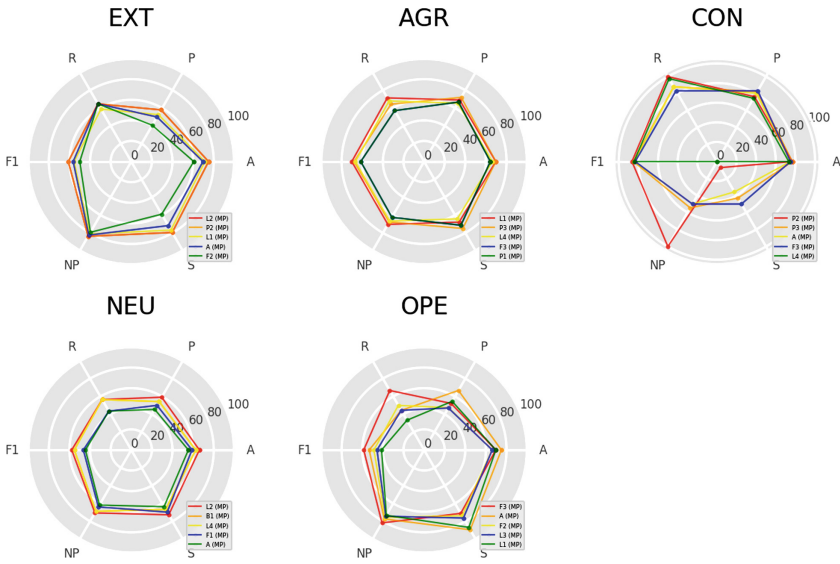 EXT
R
P
F1
0
20
40
60
80
100
A
NP
S
L2 (MP)
P2 (MP)
L1 (MP)
A (MP)
F2 (MP)
AGR
R
P
F1
0
20
40
60
80
100
A
NP
S
L1 (MP)
P3 (MP)
L4 (MP)
F3 (MP)
P1 (MP)
CON
R
P
F1
0
20
40
60
80
100
A
NP
S
P2 (MP)
P3 (MP)
A (MP)
F3 (MP)
L4 (MP)
NEU
R
P
F1
0
20
40
60
80
100
A
NP
S
L2 (MP)
B1 (MP)
L4 (MP)
F1 (MP)
A (MP)
OPE
R
P
F1
0
20
40
60
80
100
A
NP
S
F3 (MP)
A (MP)
F2 (MP)
L3 (MP)
L1 (MP)